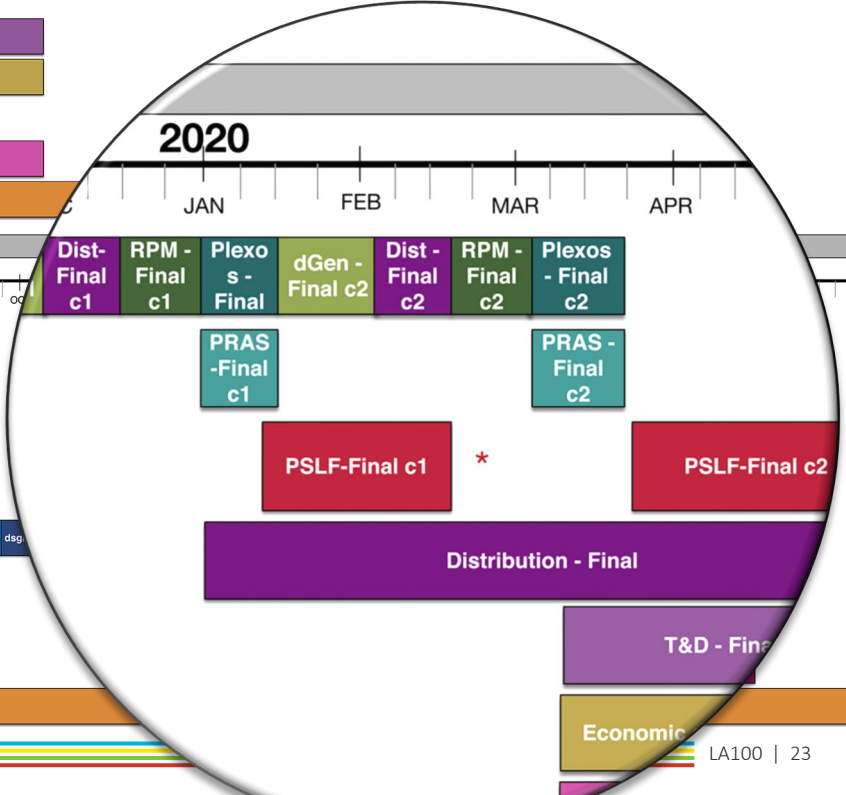 2020
JAN
FEB
MAR
APR
Dist-
Final
c1
RPM -
Final
c1
Plexo
s -
Final
dGen -
Final c2
Dist -
Final
c2
RPM -
Final
c2
Plexos
- Final
c2
PRAS
-Final
c1
PRAS -
Final
c2
PSLF-Final c1
*
PSLF-Final c2
Distribution - Final
T&D - Fina
Economic
LA100 | 23